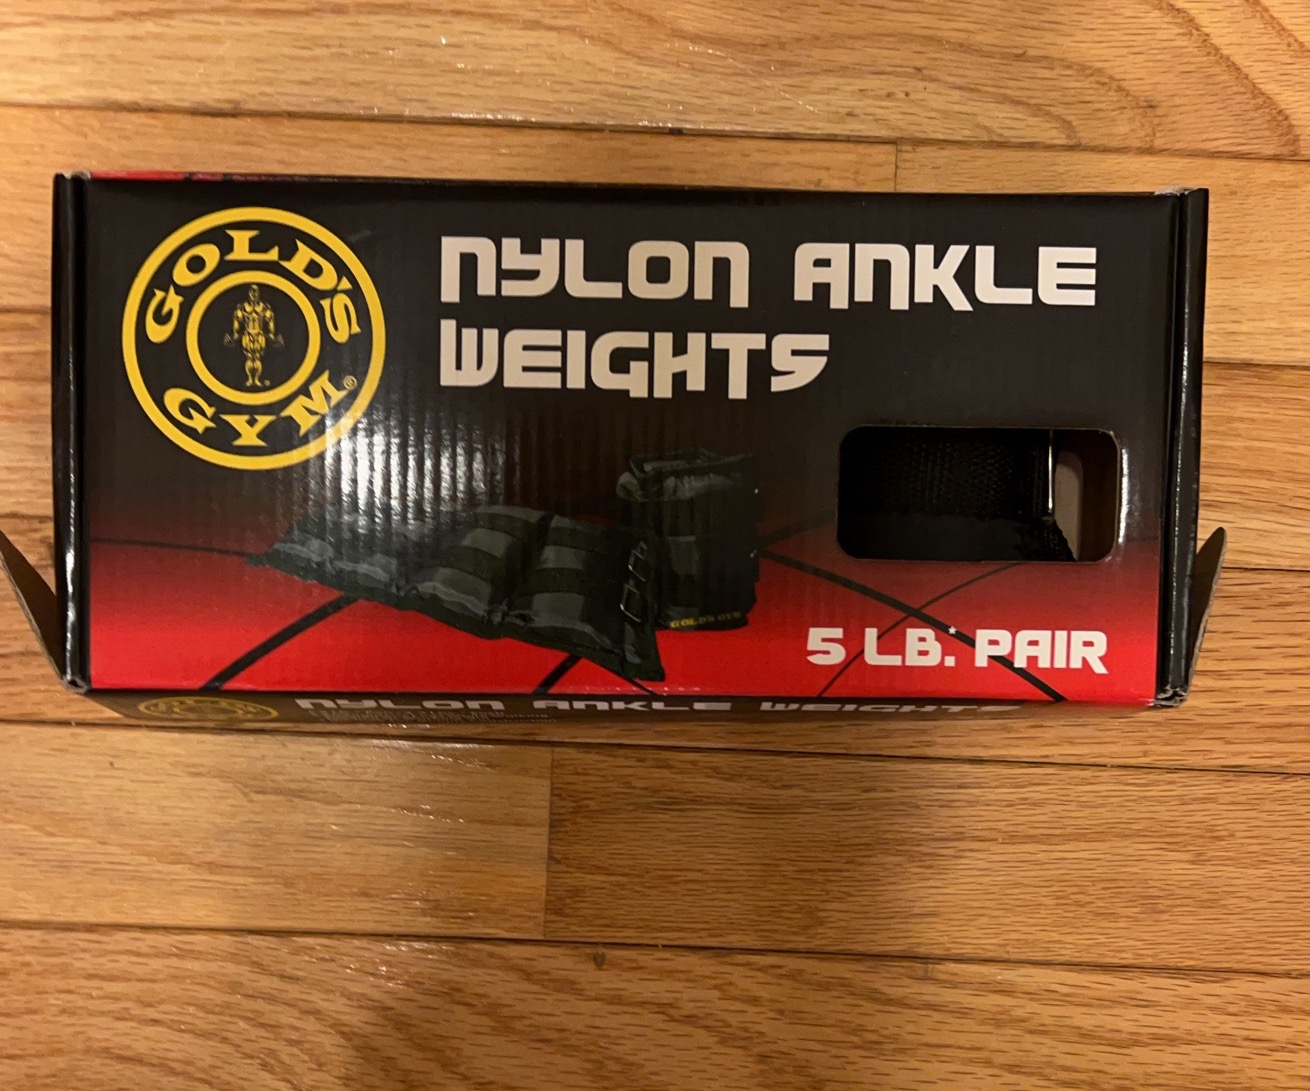 GOLD'S
GYM®
NYLON ANKLE
WEIGHTS
GOLD'S GYM
5 LB.* PAIR
NYLON ANKLE WEIGHTS